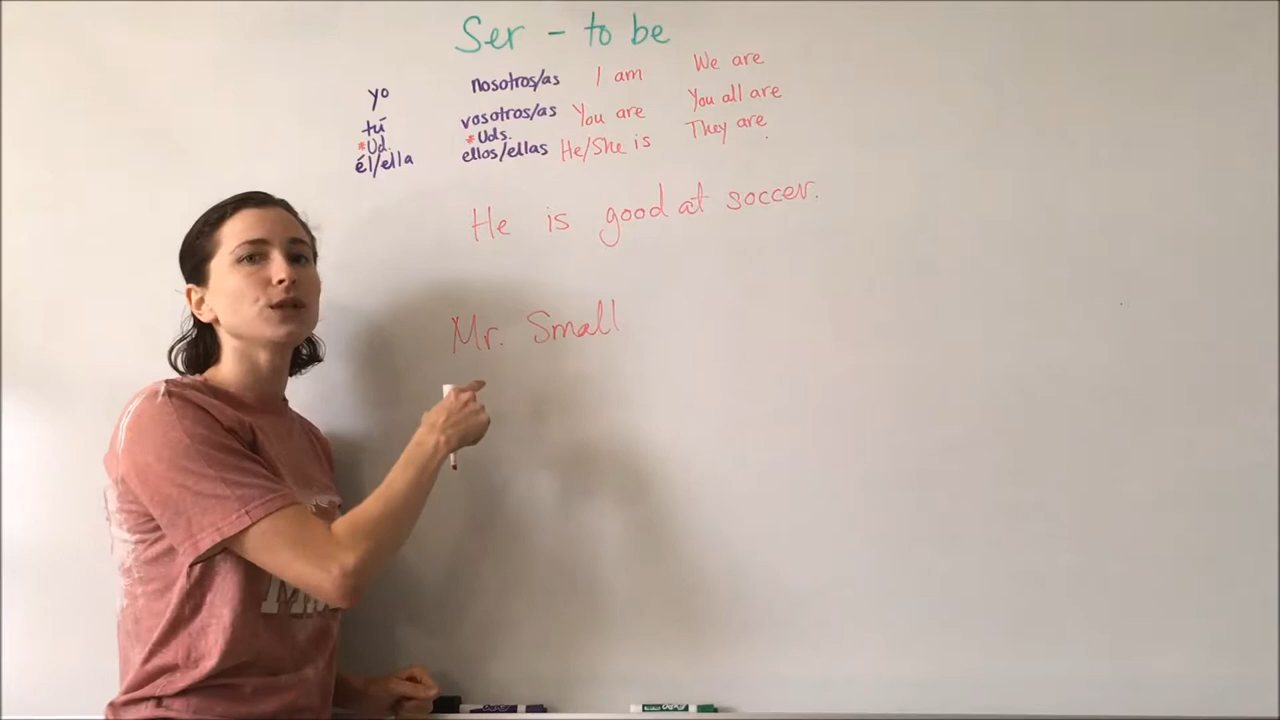 Ser - to be
yo nosotros/as I am We are
tú vosotros/as You are You all are
*Ud. *Uds.
él/ella ellos/ellas He/She is They are
He is good at soccer.
Mr. Small